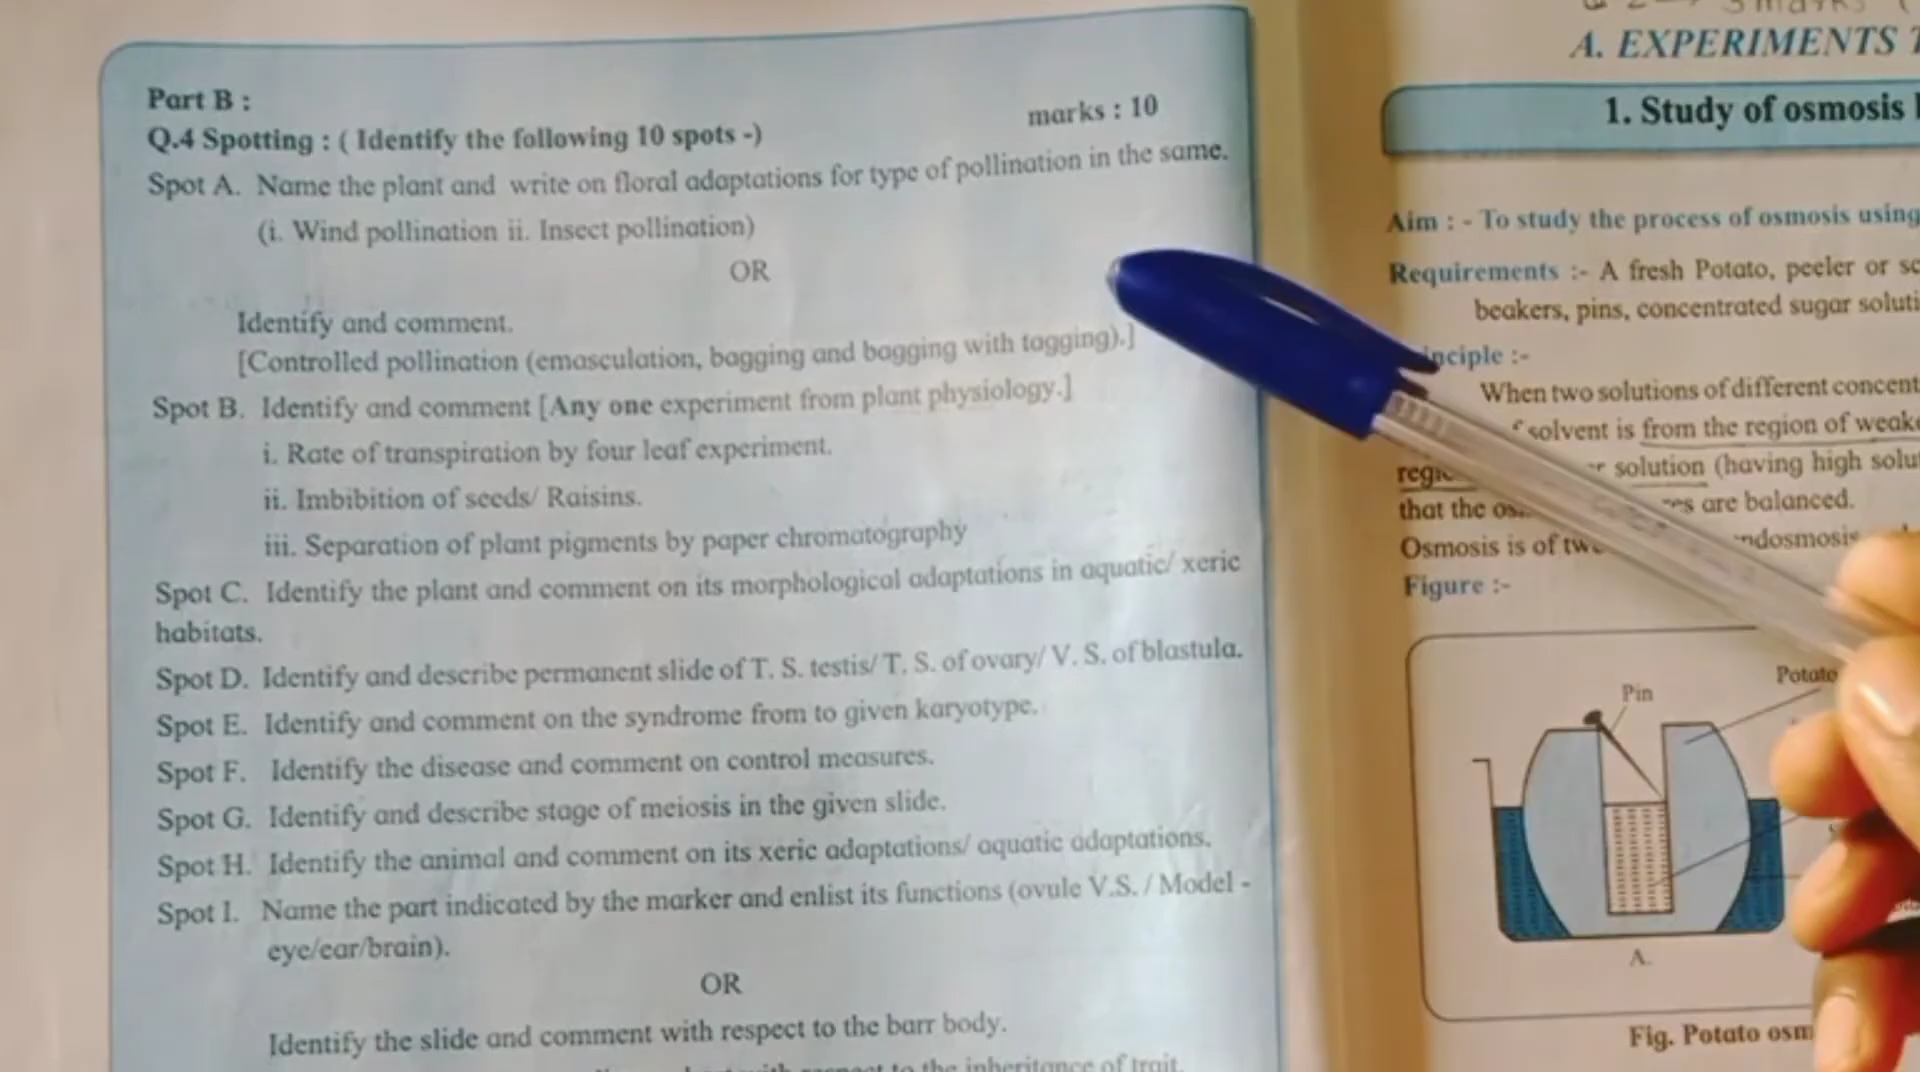 Part B :
marks : 10
Q.4 Spotting : ( Identify the following 10 spots -)
Spot A. Name the plant and write on floral adaptations for type of pollination in the same.
(i. Wind pollination ii. Insect pollination)
OR
Identify and comment.
[Controlled pollination (emasculation, bagging and bagging with tagging).]
Spot B. Identify and comment [Any one experiment from plant physiology.]
i. Rate of transpiration by four leaf experiment.
ii. Imbibition of seeds/ Raisins.
iii. Separation of plant pigments by paper chromatography
Spot C. Identify the plant and comment on its morphological adaptations in aquatic/ xeric
habitats.
Spot D. Identify and describe permanent slide of T. S. testis/ T. S. of ovary/ V. S. of blastula.
Spot E. Identify and comment on the syndrome from to given karyotype.
Spot F. Identify the disease and comment on control measures.
Spot G. Identify and describe stage of meiosis in the given slide.
Spot H. Identify the animal and comment on its xeric adaptations/ aquatic adaptations.
Spot I. Name the part indicated by the marker and enlist its functions (ovule V.S. / Model -
eye/ear/brain).
OR
Identify the slide and comment with respect to the barr body.
to the inheritance of trait.
A. EXPERIMENTS
1. Study of osmosis
Aim : - To study the process of osmosis using
Requirements :- A fresh Potato, peeler or
beakers, pins, concentrated sugar
:-
When two solutions of different
solvent is from the region of
solution (having high
that the are balanced.
Osmosis is of
Figure :-
Pin
Potato
A.
Fig. Potato